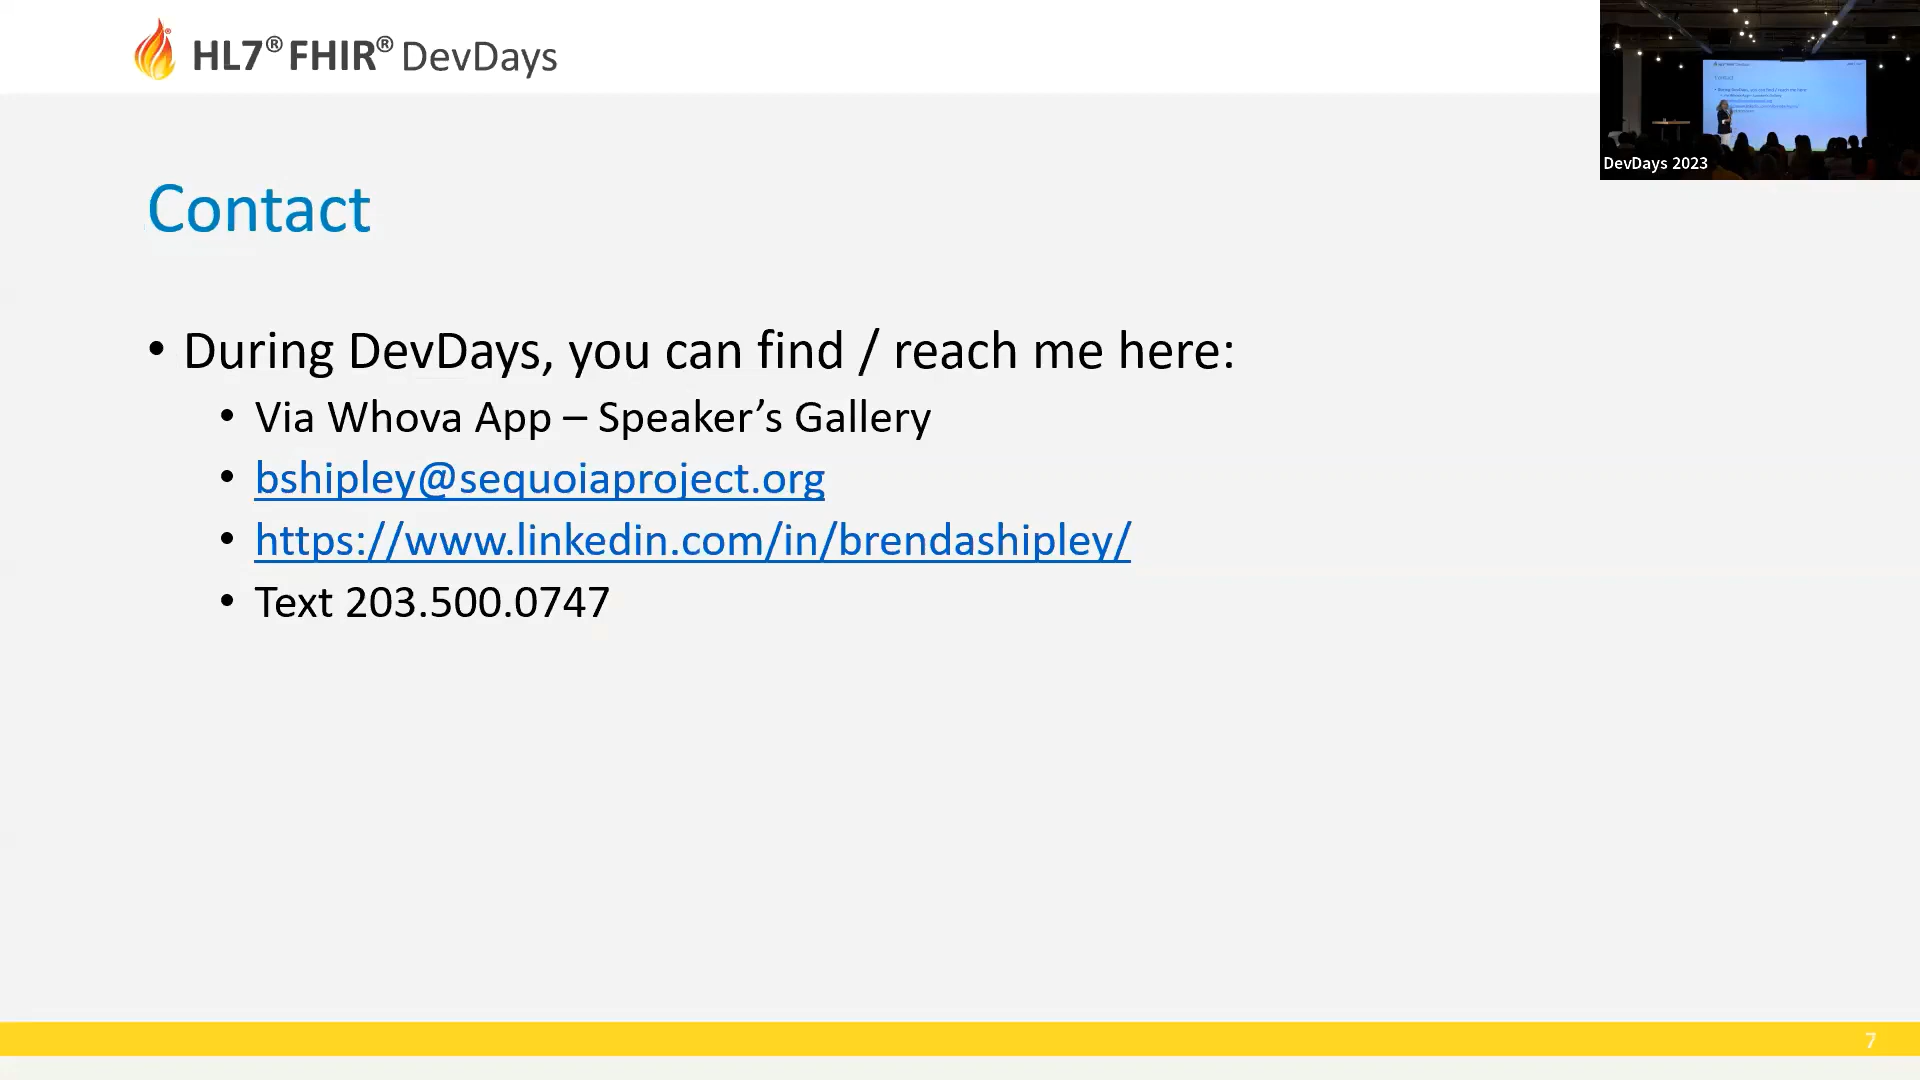 HL7® FHIR® DevDays
DevDays 2023
Contact
• During DevDays, you can find / reach me here:
• Via Whova App – Speaker’s Gallery
• bshipley@sequoiaproject.org
• https://www.linkedin.com/in/brendashipley/
• Text 203.500.0747
7